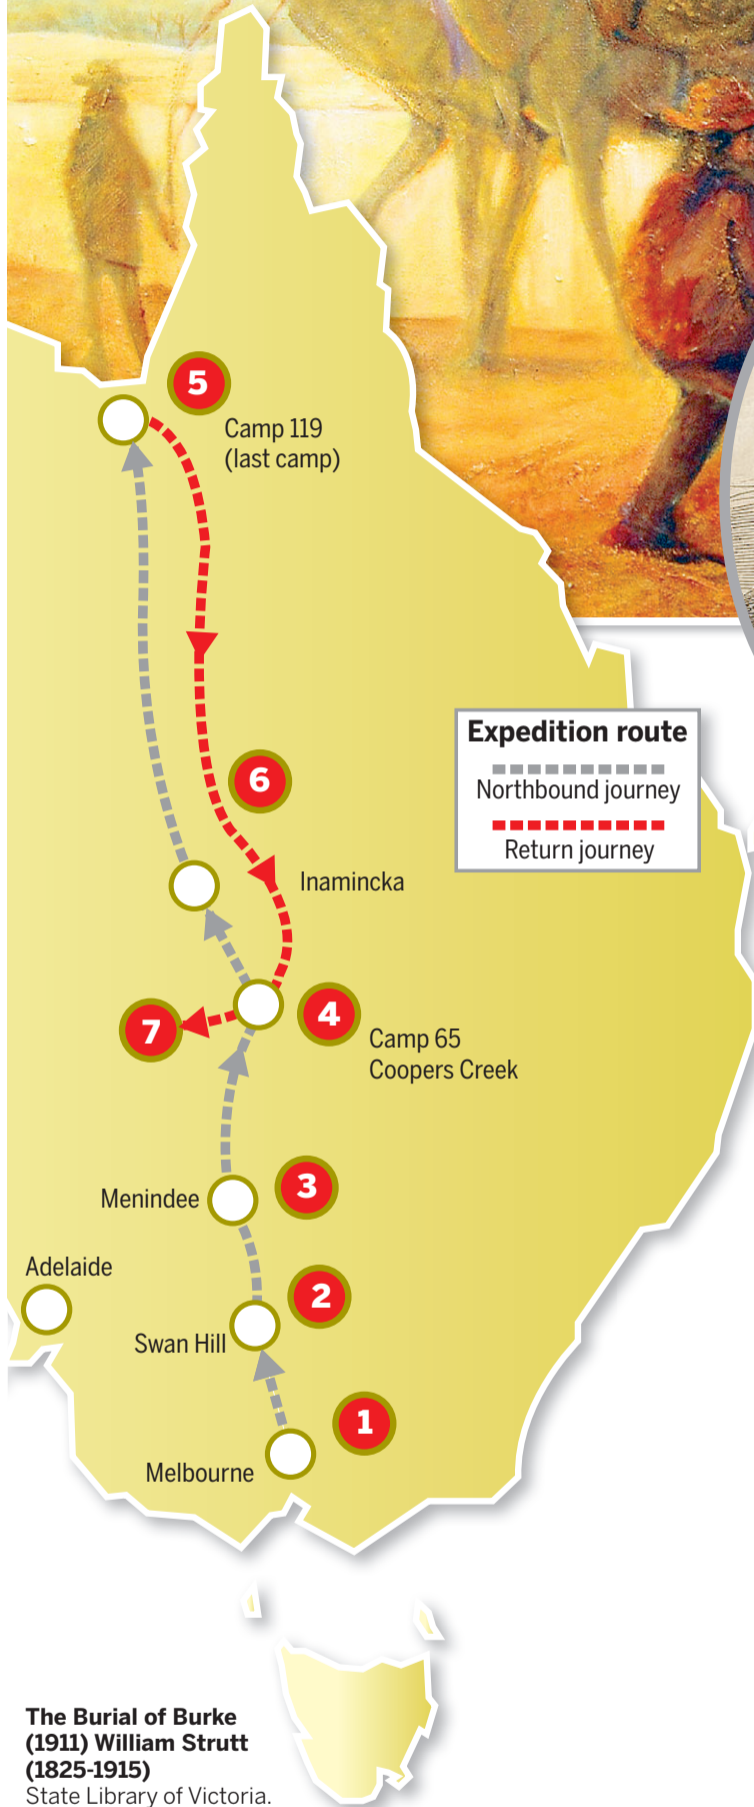 5
Camp 119
(last camp)
Expedition route
Northbound journey
Return journey
6
Inamincka
4
7
Camp 65
Coopers Creek
3
Menindee
Adelaide
2
Swan Hill
1
Melbourne
The Burial of Burke
(1911) William Strutt
(1825-1915)
State Library of Victoria.